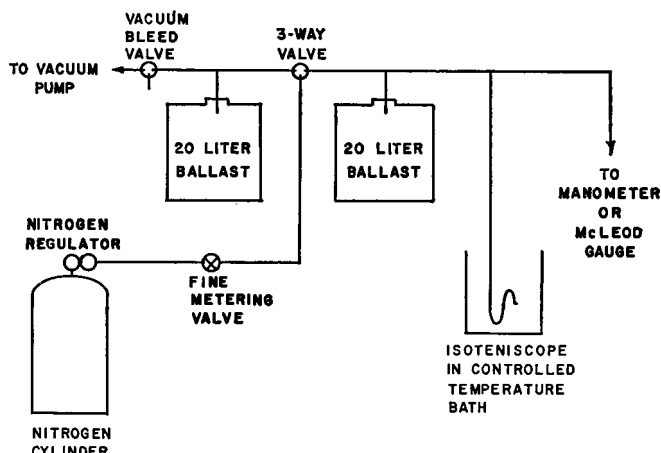 VACUUM
BLEED
VALVE
3-WAY
VALVE
TO VACUUM
PUMP
20 LITER
BALLAST
20 LITER
BALLAST
TO
MANOMETER
OR
McLEOD
GAUGE
NITROGEN
REGULATOR
FINE
METERING
VALVE
ISOTENISCOPE
IN CONTROLLED
TEMPERATURE
BATH
NITROGEN
CYLINDER